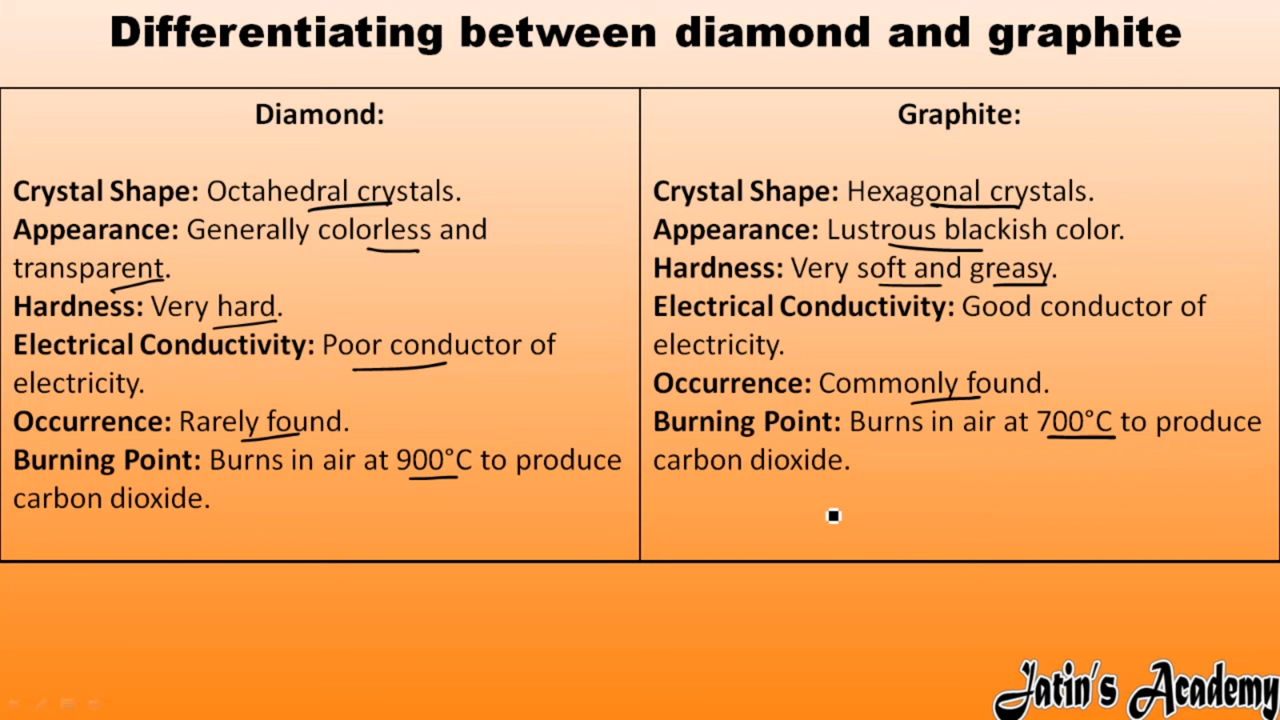 Differentiating between diamond and graphite
Diamond:
Crystal Shape: Octahedral crystals.
Appearance: Generally colorless and
transparent.
Hardness: Very hard.
Electrical Conductivity: Poor conductor of
electricity.
Occurrence: Rarely found.
Burning Point: Burns in air at 900°C to produce
carbon dioxide.
Graphite:
Crystal Shape: Hexagonal crystals.
Appearance: Lustrous blackish color.
Hardness: Very soft and greasy.
Electrical Conductivity: Good conductor of
electricity.
Occurrence: Commonly found.
Burning Point: Burns in air at 700°C to produce
carbon dioxide.
Jatin's Academy